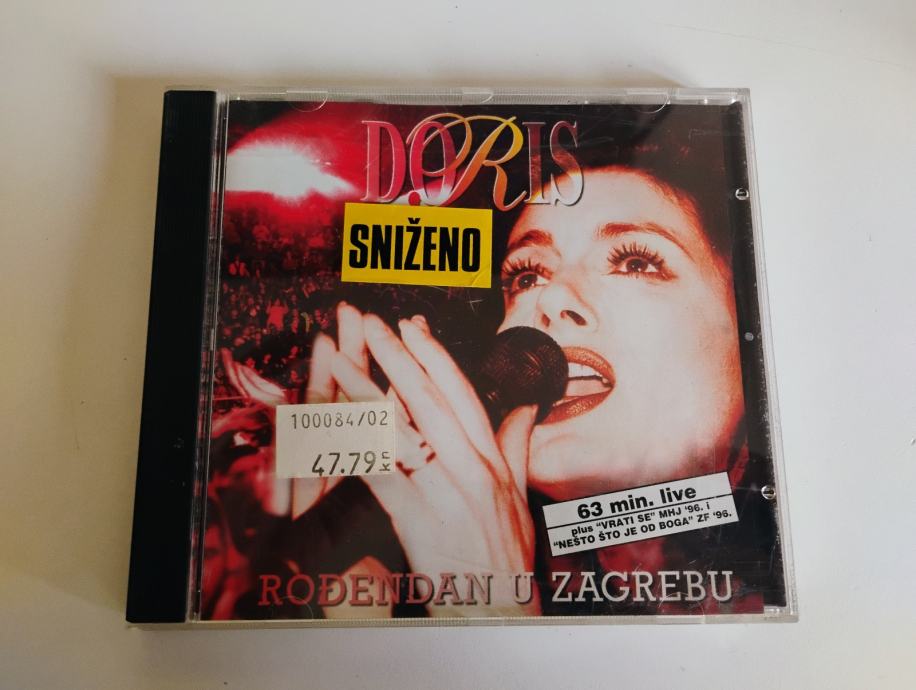 DORIS
SNIŽENO
100084/02
47.79 kn
63 min. live
plus "VRATI SE" MHJ '96. i
"NEŠTO ŠTO JE OD BOGA" ZF '96.
ROĐENDAN U ZAGREBU